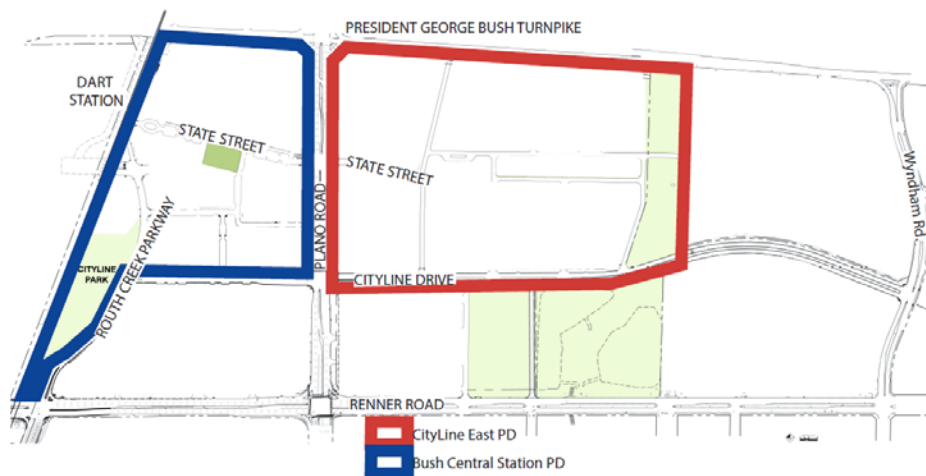 PRESIDENT GEORGE BUSH TURNPIKE
DART
STATION
STATE STREET
STATE STREET
PLANO ROAD
Wyndham Rd
ROUTH CREEK PARKWAY
CITYLINE
PARK
CITYLINE DRIVE
RENNER ROAD
CityLine East PD
Bush Central Station PD